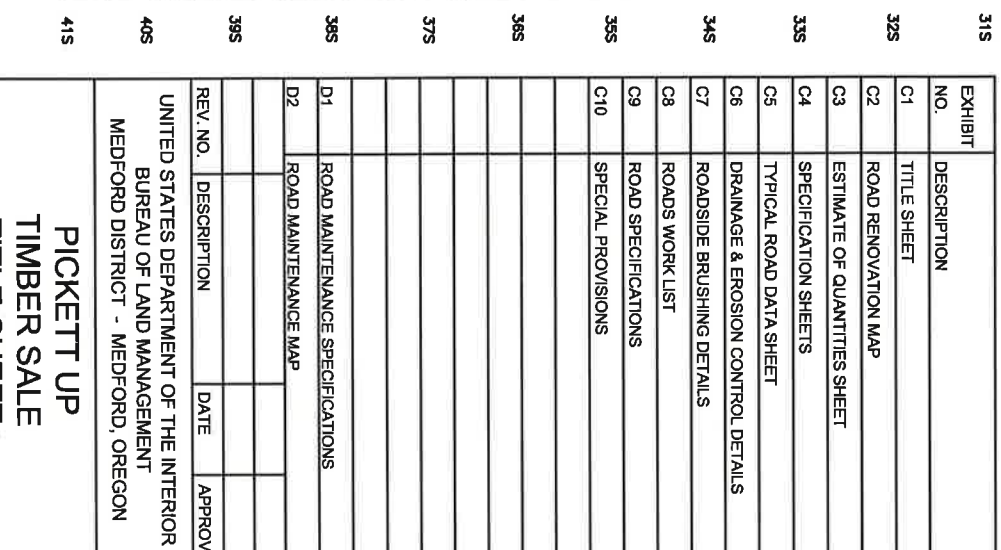 31S
32S
33S
34S
35S
36S
37S
38S
39S
40S
41S
EXHIBIT NO. DESCRIPTION
C1 TITLE SHEET
C2 ROAD RENOVATION MAP
C3 ESTIMATE OF QUANTITIES SHEET
C4 SPECIFICATION SHEETS
C5 TYPICAL ROAD DATA SHEET
C6 DRAINAGE & EROSION CONTROL DETAILS
C7 ROADSIDE BRUSHING DETAILS
C8 ROADS WORK LIST
C9 ROAD SPECIFICATIONS
C10 SPECIAL PROVISIONS
D1 ROAD MAINTENANCE SPECIFICATIONS
D2 ROAD MAINTENANCE MAP
REV. NO. DESCRIPTION DATE APPROV
UNITED STATES DEPARTMENT OF THE INTERIOR
BUREAU OF LAND MANAGEMENT
MEDFORD DISTRICT - MEDFORD, OREGON
PICKETT UP
TIMBER SALE